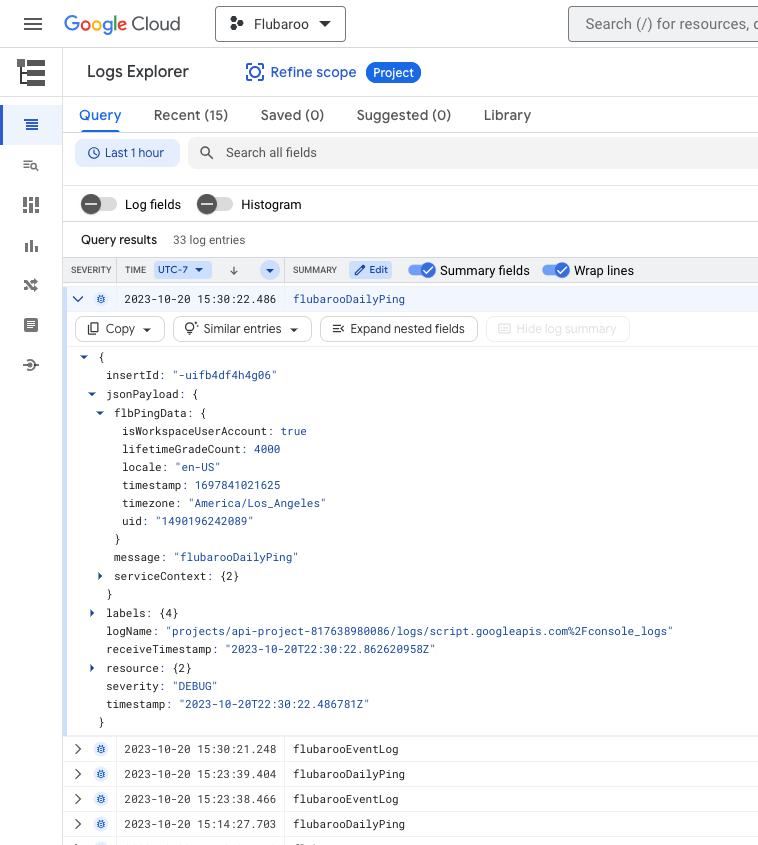 Google Cloud
Flubaroo
Search (/) for resources,
Logs Explorer
Refine scope
Project
Query
Recent (15)
Saved (0)
Suggested (0)
Library
Last 1 hour
Search all fields
Log fields
Histogram
Query results
33 log entries
SEVERITY
TIME
UTC-7
SUMMARY
Edit
Summary fields
Wrap lines
2023-10-20 15:30:22.486 flubarooDailyPing
Copy
Similar entries
Expand nested fields
Hide log summary
{
insertId: "-uifb4df4h4g06"
jsonPayload: {
flbPingData: {
isWorkspaceUserAccount: true
lifetimeGradeCount: 4000
locale: "en-US"
timestamp: 1697841021625
timezone: "America/Los_Angeles"
uid: "1490196242089"
}
message: "flubarooDailyPing"
serviceContext: {2}
}
labels: {4}
logName: "projects/api-project-817638980086/logs/script.googleapis.com%2Fconsole_logs"
receiveTimestamp: "2023-10-20T22:30:22.862620958Z"
resource: {2}
severity: "DEBUG"
timestamp: "2023-10-20T22:30:22.486781Z"
}
2023-10-20 15:30:21.248 flubarooEventLog
2023-10-20 15:23:39.404 flubarooDailyPing
2023-10-20 15:23:38.466 flubarooEventLog
2023-10-20 15:14:27.703 flubarooDailyPing